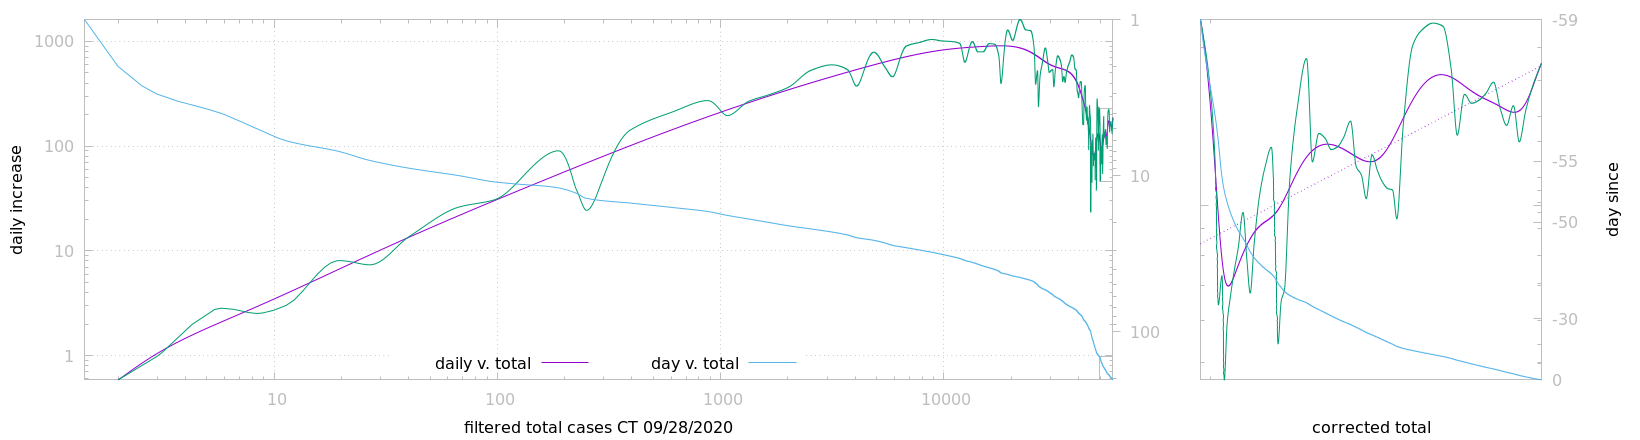 1000
100
10
1
daily increase
10
100
1000
10000
filtered total cases CT 09/28/2020
daily v. total
day v. total
1
10
100
-59
-55
-50
-30
0
day since
corrected total